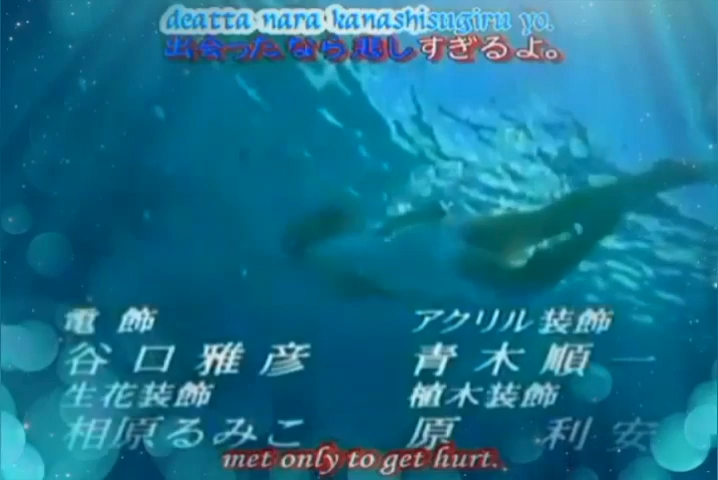 deatta nara kanashisugiru yo.
出会ったなら悲しすぎるよ。
電飾
谷口雅彦
生花装飾
相原るみこ
アクリル装飾
青木順一
植木装飾
原利安
met only to get hurt.